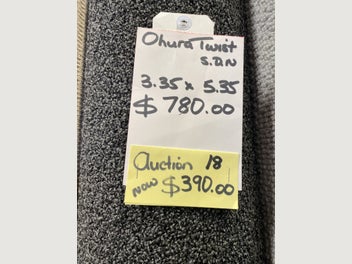 Ohura Twist
S.D.N
3.35 x 5.35
$780.00
Auction 18
NOW $390.00